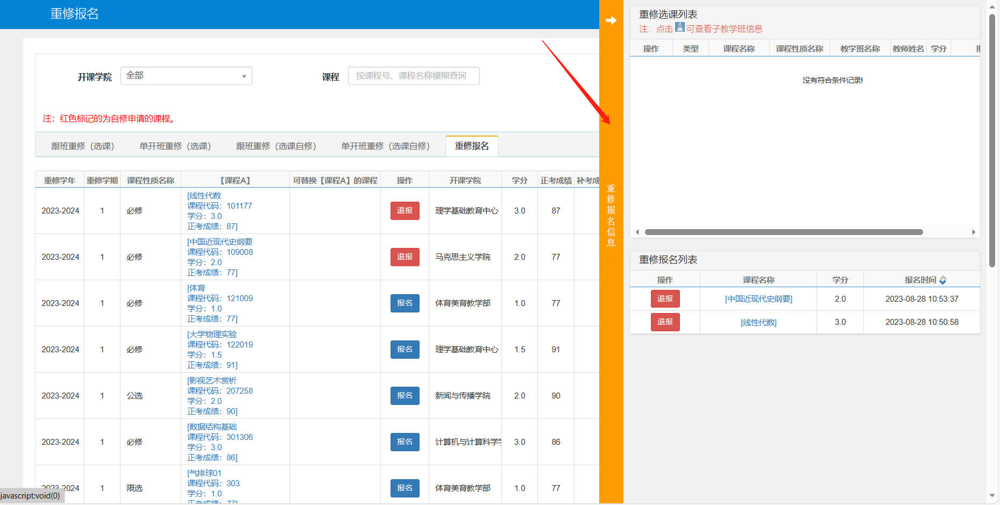 重修报名
开课学院
全部
课程
按课程号、课程名称模糊查询
注：红色标记的为自修申请的课程。
跟班重修（选课） 单开班重修（选课） 跟班重修（选课自修） 单开班重修（选课自修） 重修报名
重修学年 重修学期 课程性质名称 【课程A】 可替换【课程A】的课程 操作 开课学院 学分 正考成绩 补考成
[线性代数
课程代码：101177
学分：3.0
正考成绩：87]
2023-2024 1 必修 退报 理学基础教育中心 3.0 87
[中国近现代史纲要
课程代码：109008
学分：2.0
正考成绩：77]
2023-2024 1 必修 退报 马克思主义学院 2.0 77
[体育
课程代码：121009
学分：1.0
正考成绩：77]
2023-2024 1 必修 报名 体育美育教学部 1.0 77
[大学物理实验
课程代码：122019
学分：1.5
正考成绩：91]
2023-2024 1 必修 报名 理学基础教育中心 1.5 91
[影视艺术赏析
课程代码：207258
学分：2.0
正考成绩：90]
2023-2024 1 公选 报名 新闻与传播学院 2.0 90
[数据结构基础
课程代码：301306
学分：3.0
正考成绩：86]
2023-2024 1 必修 报名 计算机与计算科学学 3.0 86
[气排球01
课程代码：303
学分：1.0
正考成绩：77]
2023-2024 1 限选 报名 体育美育教学部 1.0 77
javascript:void(0)
重修报名信息
重修选课列表
注：点击 可查看子教学班信息
操作 类型 课程名称 课程性质名称 教学班名称 教师姓名 学分
没有符合条件记录!
重修报名列表
操作 课程名称 学分 报名时间
退报 [中国近现代史纲要] 2.0 2023-08-28 10:53:37
退报 [线性代数] 3.0 2023-08-28 10:50:58